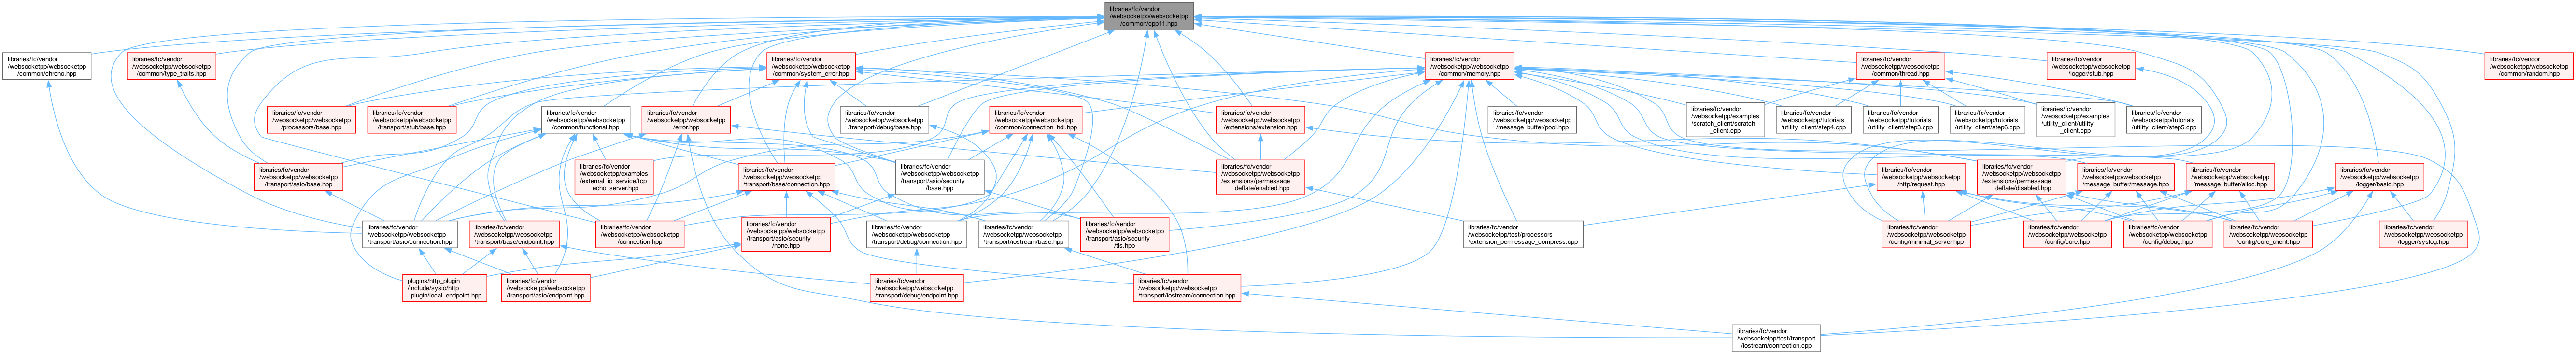 libraries/fc/vendor
/websocketpp/websocketpp
/common/cpp11.hpp
libraries/fc/vendor
/websocketpp/websocketpp
/common/chrono.hpp
libraries/fc/vendor
/websocketpp/websocketpp
/common/type_traits.hpp
libraries/fc/vendor
/websocketpp/websocketpp
/common/system_error.hpp
libraries/fc/vendor
/websocketpp/websocketpp
/common/memory.hpp
libraries/fc/vendor
/websocketpp/websocketpp
/common/thread.hpp
libraries/fc/vendor
/websocketpp/websocketpp
/logger/stub.hpp
libraries/fc/vendor
/websocketpp/websocketpp
/common/random.hpp
libraries/fc/vendor
/websocketpp/websocketpp
/processors/base.hpp
libraries/fc/vendor
/websocketpp/websocketpp
/transport/stub/base.hpp
libraries/fc/vendor
/websocketpp/websocketpp
/common/functional.hpp
libraries/fc/vendor
/websocketpp/websocketpp
/error.hpp
libraries/fc/vendor
/websocketpp/websocketpp
/transport/debug/base.hpp
libraries/fc/vendor
/websocketpp/websocketpp
/common/connection_hdl.hpp
libraries/fc/vendor
/websocketpp/websocketpp
/extensions/extension.hpp
libraries/fc/vendor
/websocketpp/websocketpp
/message_buffer/pool.hpp
libraries/fc/vendor
/websocketpp/examples
/scratch_client/scratch
_client.cpp
libraries/fc/vendor
/websocketpp/tutorials
/utility_client/step4.cpp
libraries/fc/vendor
/websocketpp/tutorials
/utility_client/step3.cpp
libraries/fc/vendor
/websocketpp/tutorials
/utility_client/step6.cpp
libraries/fc/vendor
/websocketpp/examples
/utility_client/utility
_client.cpp
libraries/fc/vendor
/websocketpp/tutorials
/utility_client/step5.cpp
libraries/fc/vendor
/websocketpp/websocketpp
/transport/asio/base.hpp
libraries/fc/vendor
/websocketpp/examples
/external_io_service/tcp
_echo_server.hpp
libraries/fc/vendor
/websocketpp/websocketpp
/transport/base/connection.hpp
libraries/fc/vendor
/websocketpp/websocketpp
/transport/asio/security
/base.hpp
libraries/fc/vendor
/websocketpp/websocketpp
/extensions/permessage
_deflate/enabled.hpp
libraries/fc/vendor
/websocketpp/websocketpp
/http/request.hpp
libraries/fc/vendor
/websocketpp/websocketpp
/extensions/permessage
_deflate/disabled.hpp
libraries/fc/vendor
/websocketpp/websocketpp
/message_buffer/message.hpp
libraries/fc/vendor
/websocketpp/websocketpp
/message_buffer/alloc.hpp
libraries/fc/vendor
/websocketpp/websocketpp
/logger/basic.hpp
libraries/fc/vendor
/websocketpp/websocketpp
/transport/asio/connection.hpp
libraries/fc/vendor
/websocketpp/websocketpp
/transport/base/endpoint.hpp
libraries/fc/vendor
/websocketpp/websocketpp
/connection.hpp
libraries/fc/vendor
/websocketpp/websocketpp
/transport/asio/security
/none.hpp
libraries/fc/vendor
/websocketpp/websocketpp
/transport/debug/connection.hpp
libraries/fc/vendor
/websocketpp/websocketpp
/transport/iostream/base.hpp
libraries/fc/vendor
/websocketpp/websocketpp
/transport/asio/security
/tls.hpp
libraries/fc/vendor
/websocketpp/test/processors
/extension_permessage_compress.cpp
libraries/fc/vendor
/websocketpp/websocketpp
/config/minimal_server.hpp
libraries/fc/vendor
/websocketpp/websocketpp
/config/core.hpp
libraries/fc/vendor
/websocketpp/websocketpp
/config/debug.hpp
libraries/fc/vendor
/websocketpp/websocketpp
/config/core_client.hpp
libraries/fc/vendor
/websocketpp/websocketpp
/logger/syslog.hpp
plugins/http_plugin
/include/sysio/http
_plugin/local_endpoint.hpp
libraries/fc/vendor
/websocketpp/websocketpp
/transport/asio/endpoint.hpp
libraries/fc/vendor
/websocketpp/websocketpp
/transport/debug/endpoint.hpp
libraries/fc/vendor
/websocketpp/websocketpp
/transport/iostream/connection.hpp
libraries/fc/vendor
/websocketpp/test/transport
/iostream/connection.cpp